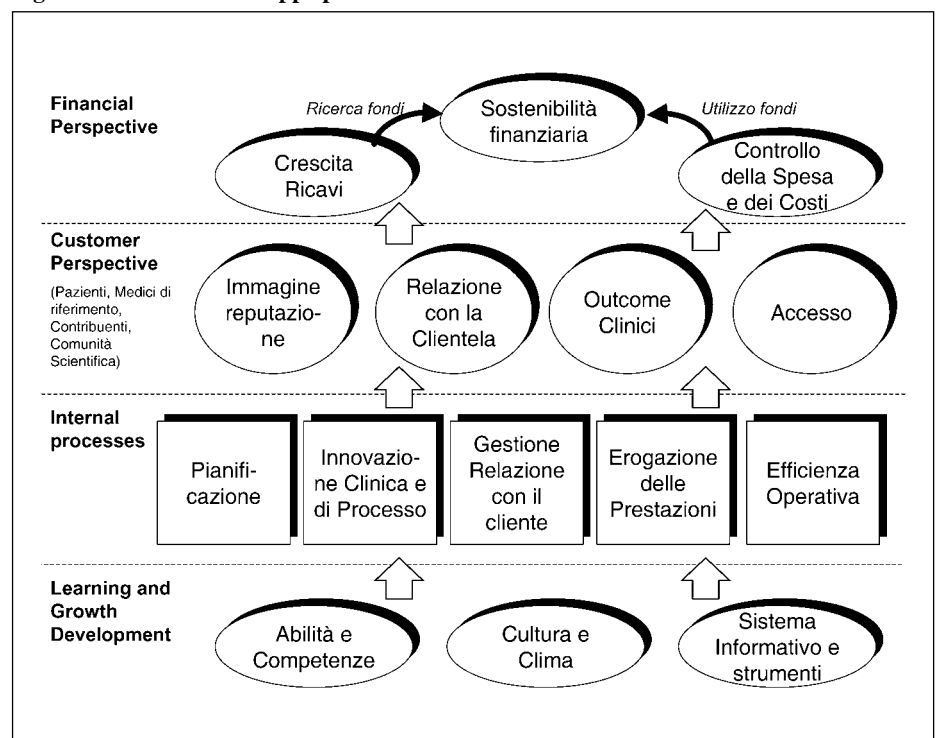 Financial
Perspective
Ricerca fondi
Sostenibilità
finanziaria
Utilizzo fondi
Crescita
Ricavi
Controllo
della Spesa
e dei Costi
Customer
Perspective
(Pazienti, Medici di
riferimento,
Contribuenti,
Comunità
Scientifica)
Immagine
reputazio-
ne
Relazione
con la
Clientela
Outcome
Clinici
Accesso
Internal
processes
Pianifi-
cazione
Innovazio-
ne Clinica e
di Processo
Gestione
Relazione
con il
cliente
Erogazione
delle
Prestazioni
Efficienza
Operativa
Learning and
Growth
Development
Abilità e
Competenze
Cultura e
Clima
Sistema
Informativo e
strumenti